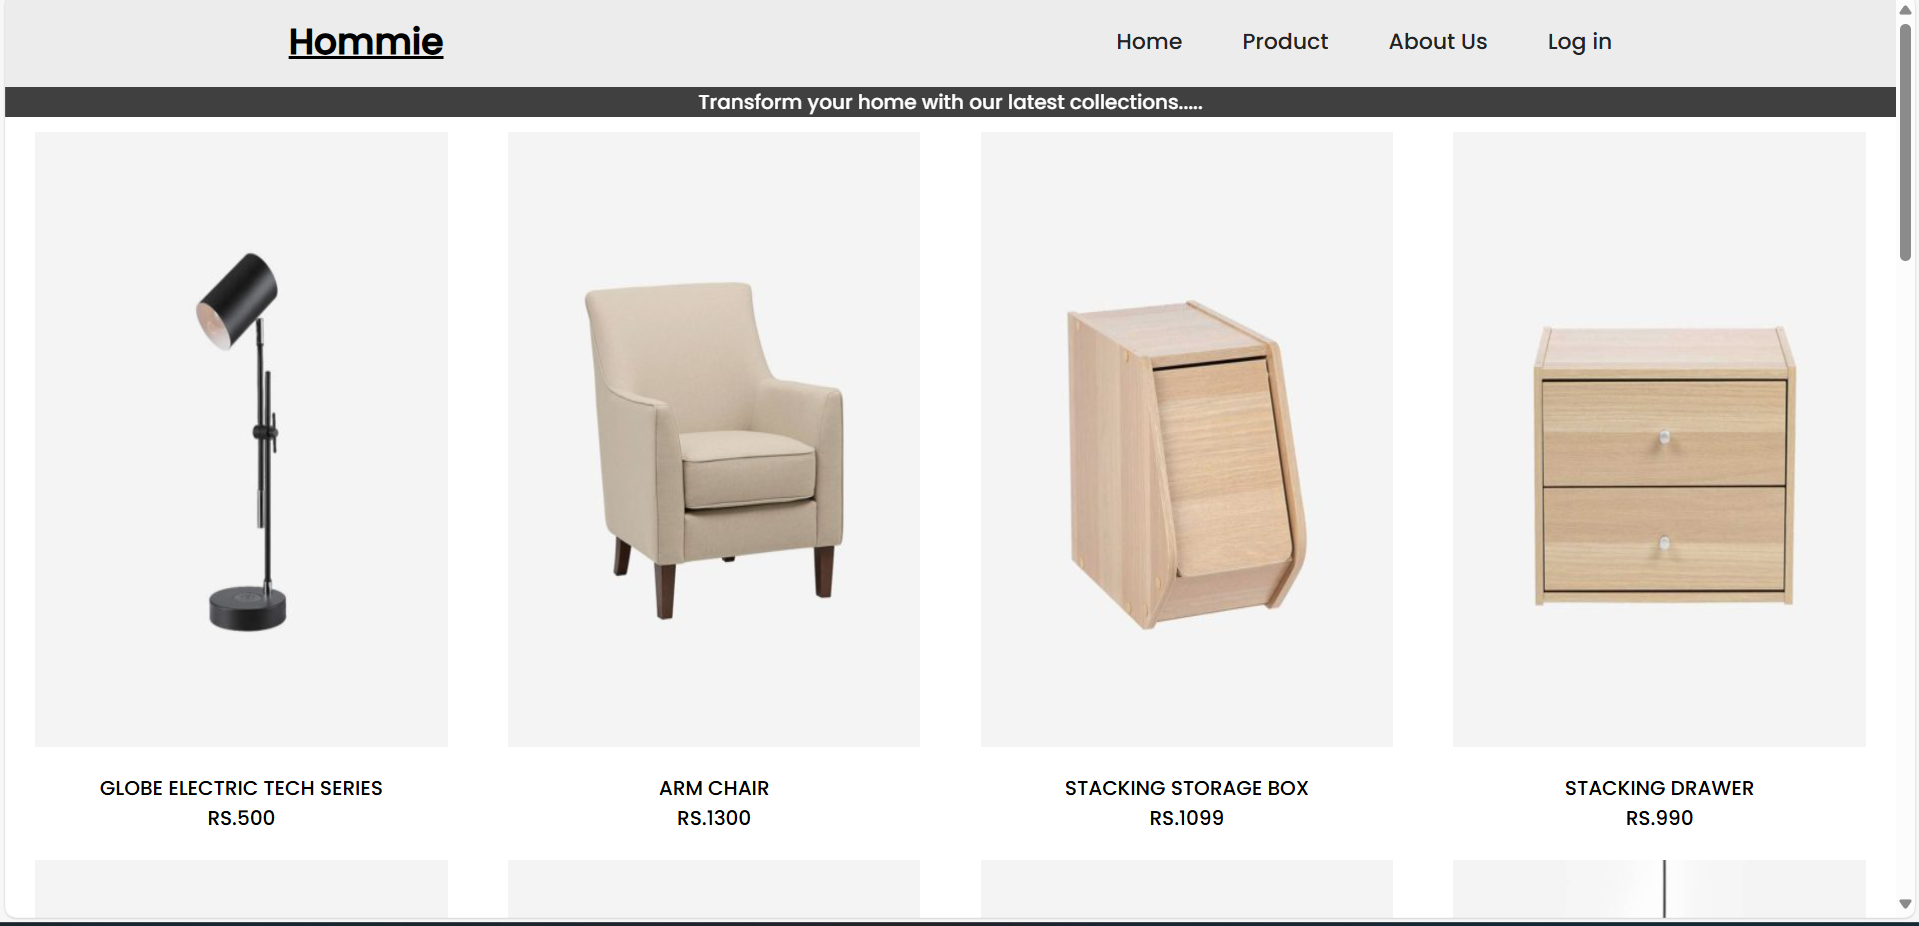 Hommie
Home
Product
About Us
Log in
Transform your home with our latest collections.....
GLOBE ELECTRIC TECH SERIES
RS.500
ARM CHAIR
RS.1300
STACKING STORAGE BOX
RS.1099
STACKING DRAWER
RS.990